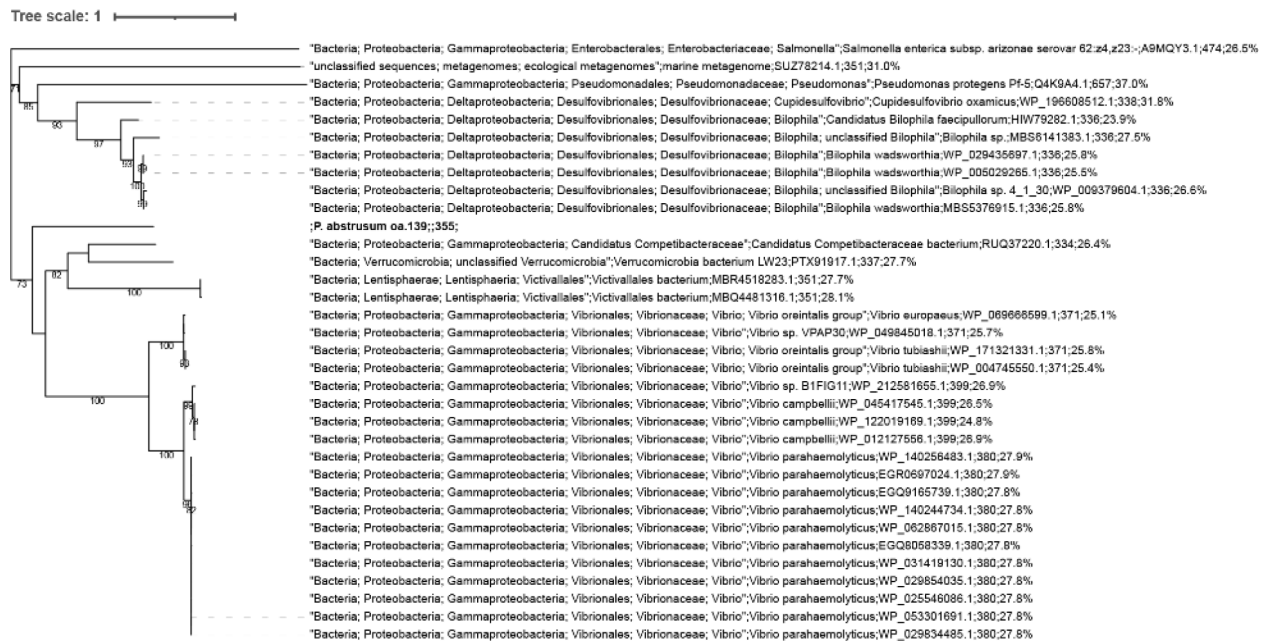 Tree scale: 1
"Bacteria; Proteobacteria; Gammaproteobacteria; Enterobacterales; Enterobacteriaceae; Salmonella";Salmonella enterica subsp. arizonae serovar 62:z4,z23:-;A9MQY3.1;474;26.5%
"unclassified sequences; metagenomes; ecological metagenomes";marine metagenome;SUZ78214.1;351;31.0%
"Bacteria; Proteobacteria; Gammaproteobacteria; Pseudomonadales; Pseudomonadaceae; Pseudomonas";Pseudomonas protegens Pf-5;Q4K9A4.1;657;37.0%
85
"Bacteria; Proteobacteria; Deltaproteobacteria; Desulfovibrionales; Desulfovibrionaceae; Cupidesulfovibrio";Cupidesulfovibrio oxamicus;WP_196608512.1;338;31.8%
93
"Bacteria; Proteobacteria; Deltaproteobacteria; Desulfovibrionales; Desulfovibrionaceae; Bilophila";Candidatus Bilophila faecipullorum;HIW79282.1;336;23.9%
97
"Bacteria; Proteobacteria; Deltaproteobacteria; Desulfovibrionales; Desulfovibrionaceae; Bilophila; unclassified Bilophila";Bilophila sp.;MBS6141383.1;336;27.5%
"Bacteria; Proteobacteria; Deltaproteobacteria; Desulfovibrionales; Desulfovibrionaceae; Bilophila";Bilophila wadsworthia;WP_029435697.1;336;25.8%
"Bacteria; Proteobacteria; Deltaproteobacteria; Desulfovibrionales; Desulfovibrionaceae; Bilophila";Bilophila wadsworthia;WP_005029265.1;336;25.5%
"Bacteria; Proteobacteria; Deltaproteobacteria; Desulfovibrionales; Desulfovibrionaceae; Bilophila; unclassified Bilophila";Bilophila sp. 4_1_30;WP_009379604.1;336;26.6%
"Bacteria; Proteobacteria; Deltaproteobacteria; Desulfovibrionales; Desulfovibrionaceae; Bilophila";Bilophila wadsworthia;MBS5376915.1;336;25.8%
;P. abstrusum oa.139;;355;
"Bacteria; Proteobacteria; Gammaproteobacteria; Candidatus Competibacteraceae";Candidatus Competibacteraceae bacterium;RUQ37220.1;334;26.4%
"Bacteria; Verrucomicrobia; unclassified Verrucomicrobia";Verrucomicrobia bacterium LW23;PTX91917.1;337;27.7%
82
73
"Bacteria; Lentisphaerae; Lentisphaeria; Victivallales";Victivallales bacterium;MBR4518283.1;351;27.7%
100
"Bacteria; Lentisphaerae; Lentisphaeria; Victivallales";Victivallales bacterium;MBQ4481316.1;351;28.1%
"Bacteria; Proteobacteria; Gammaproteobacteria; Vibrionales; Vibrionaceae; Vibrio; Vibrio oreintalis group";Vibrio europaeus;WP_069666599.1;371;25.1%
"Bacteria; Proteobacteria; Gammaproteobacteria; Vibrionales; Vibrionaceae; Vibrio";Vibrio sp. VPAP30;WP_049845018.1;371;25.7%
100
"Bacteria; Proteobacteria; Gammaproteobacteria; Vibrionales; Vibrionaceae; Vibrio; Vibrio oreintalis group";Vibrio tubiashii;WP_171321331.1;371;25.8%
"Bacteria; Proteobacteria; Gammaproteobacteria; Vibrionales; Vibrionaceae; Vibrio; Vibrio oreintalis group";Vibrio tubiashii;WP_004745550.1;371;25.4%
"Bacteria; Proteobacteria; Gammaproteobacteria; Vibrionales; Vibrionaceae; Vibrio";Vibrio sp. B1FIG11;WP_212581655.1;399;26.9%
100
"Bacteria; Proteobacteria; Gammaproteobacteria; Vibrionales; Vibrionaceae; Vibrio";Vibrio campbellii;WP_045417545.1;399;26.5%
"Bacteria; Proteobacteria; Gammaproteobacteria; Vibrionales; Vibrionaceae; Vibrio";Vibrio campbellii;WP_122019169.1;399;24.8%
"Bacteria; Proteobacteria; Gammaproteobacteria; Vibrionales; Vibrionaceae; Vibrio";Vibrio campbellii;WP_012127556.1;399;26.9%
100
"Bacteria; Proteobacteria; Gammaproteobacteria; Vibrionales; Vibrionaceae; Vibrio";Vibrio parahaemolyticus;WP_140256483.1;380;27.9%
"Bacteria; Proteobacteria; Gammaproteobacteria; Vibrionales; Vibrionaceae; Vibrio";Vibrio parahaemolyticus;EGR0697024.1;380;27.9%
"Bacteria; Proteobacteria; Gammaproteobacteria; Vibrionales; Vibrionaceae; Vibrio";Vibrio parahaemolyticus;EGQ9165739.1;380;27.8%
"Bacteria; Proteobacteria; Gammaproteobacteria; Vibrionales; Vibrionaceae; Vibrio";Vibrio parahaemolyticus;WP_140244734.1;380;27.8%
"Bacteria; Proteobacteria; Gammaproteobacteria; Vibrionales; Vibrionaceae; Vibrio";Vibrio parahaemolyticus;WP_062867015.1;380;27.8%
"Bacteria; Proteobacteria; Gammaproteobacteria; Vibrionales; Vibrionaceae; Vibrio";Vibrio parahaemolyticus;EGQ8058339.1;380;27.8%
"Bacteria; Proteobacteria; Gammaproteobacteria; Vibrionales; Vibrionaceae; Vibrio";Vibrio parahaemolyticus;WP_031419130.1;380;27.8%
"Bacteria; Proteobacteria; Gammaproteobacteria; Vibrionales; Vibrionaceae; Vibrio";Vibrio parahaemolyticus;WP_029854035.1;380;27.8%
"Bacteria; Proteobacteria; Gammaproteobacteria; Vibrionales; Vibrionaceae; Vibrio";Vibrio parahaemolyticus;WP_025546086.1;380;27.8%
"Bacteria; Proteobacteria; Gammaproteobacteria; Vibrionales; Vibrionaceae; Vibrio";Vibrio parahaemolyticus;WP_053301691.1;380;27.8%
"Bacteria; Proteobacteria; Gammaproteobacteria; Vibrionales; Vibrionaceae; Vibrio";Vibrio parahaemolyticus;WP_029834485.1;380;27.8%